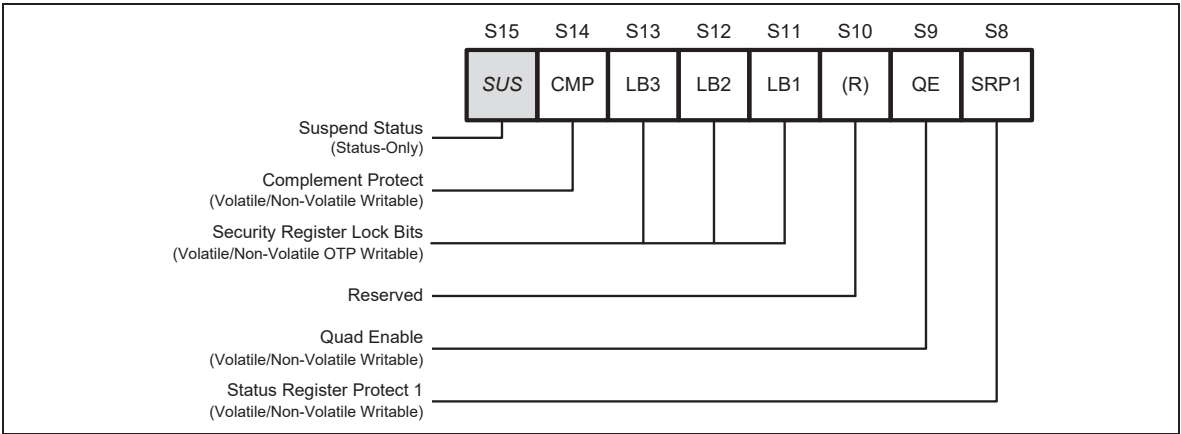 S15 S14 S13 S12 S11 S10 S9 S8
SUS CMP LB3 LB2 LB1 (R) QE SRP1
Suspend Status
(Status-Only)
Complement Protect
(Volatile/Non-Volatile Writable)
Security Register Lock Bits
(Volatile/Non-Volatile OTP Writable)
Reserved
Quad Enable
(Volatile/Non-Volatile Writable)
Status Register Protect 1
(Volatile/Non-Volatile Writable)